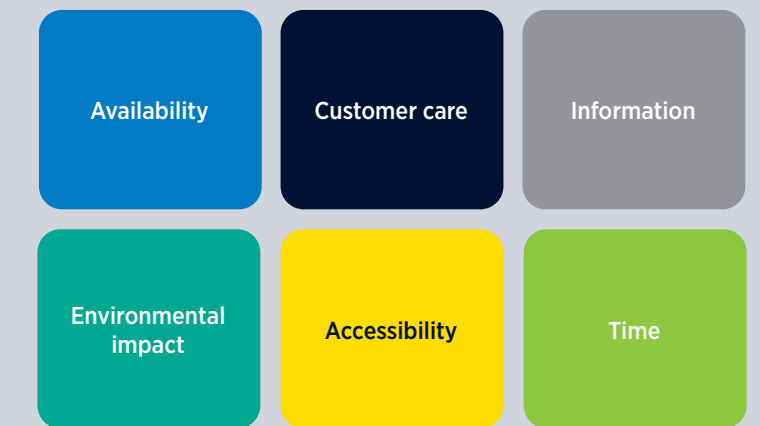 Availability
Customer care
Information
Environmental
impact
Accessibility
Time